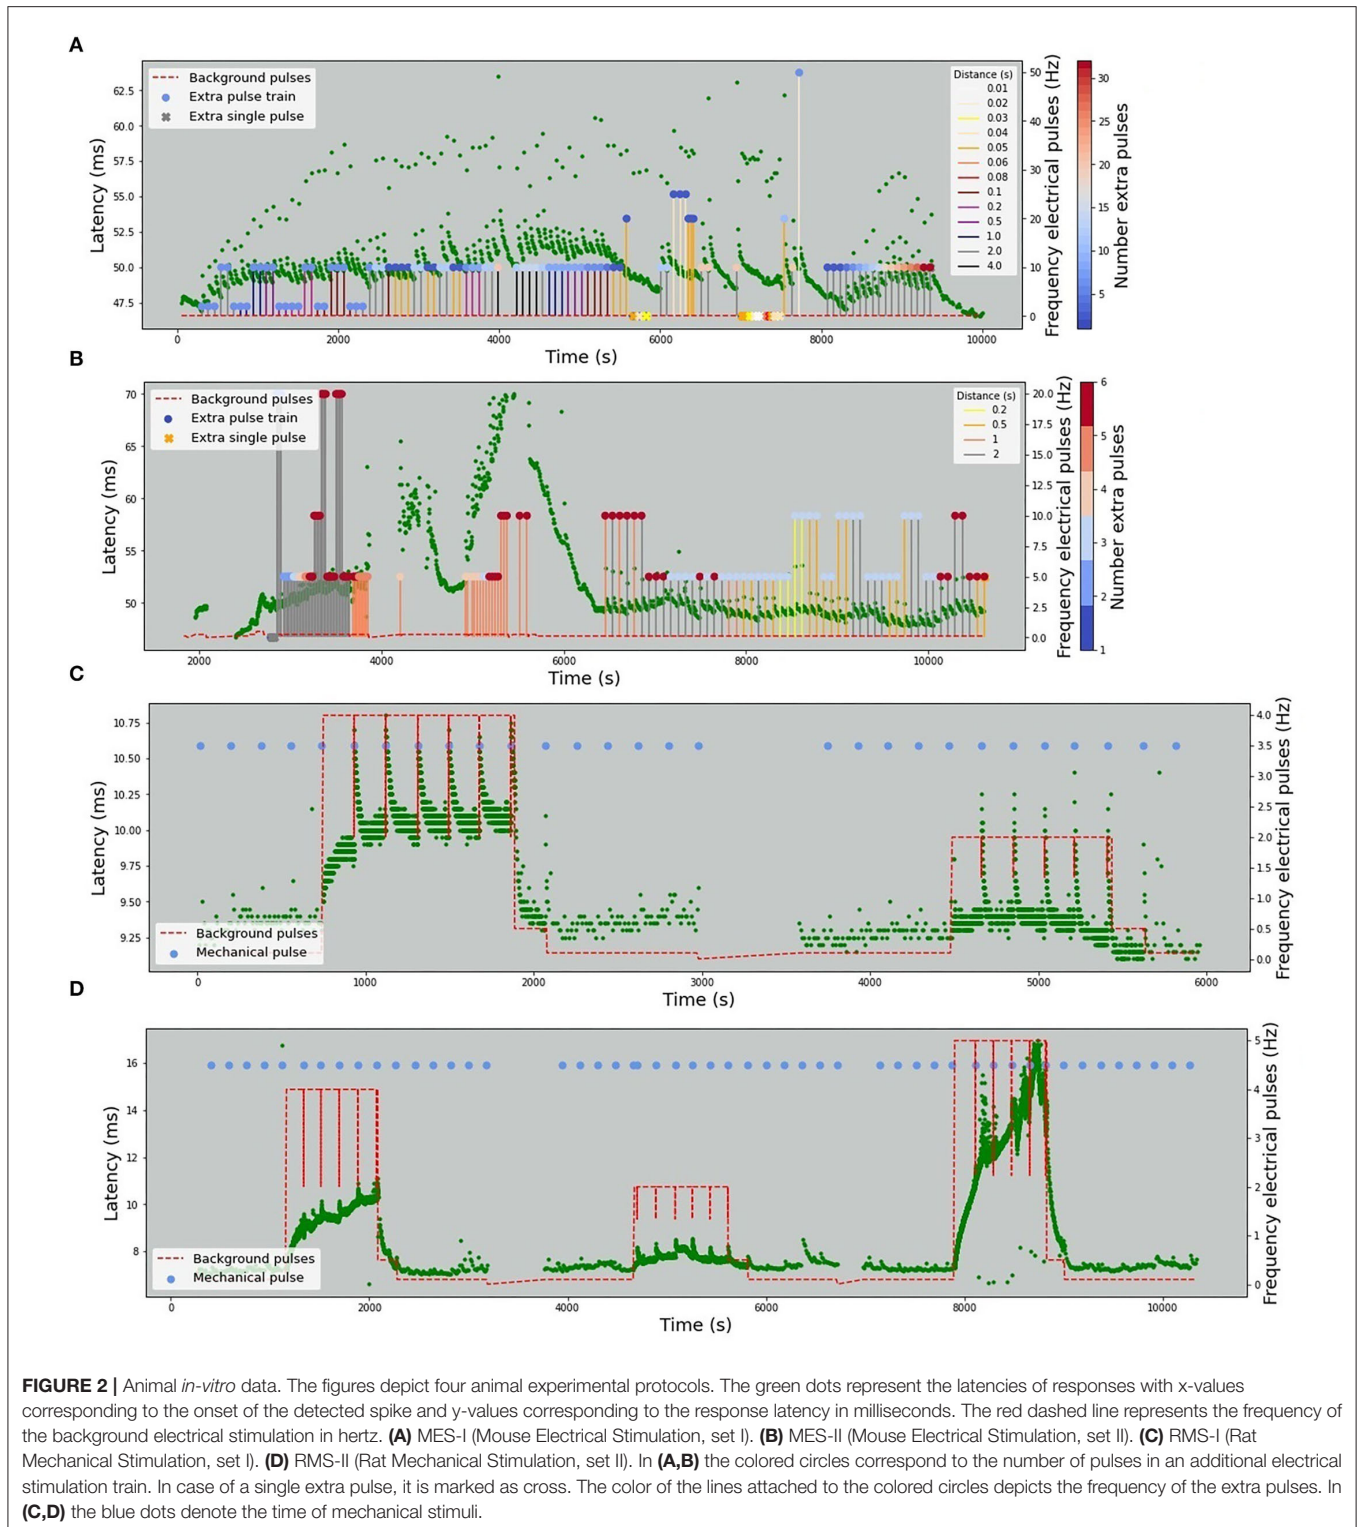 A
Background pulses
Extra pulse train
Extra single pulse
Latency (ms)
62.5
60.0
57.5
55.0
52.5
50.0
47.5
0
2000
4000
6000
8000
10000
Time (s)
Distance (s)
0.01
0.02
0.03
0.04
0.05
0.06
0.08
0.1
0.2
0.5
1.0
2.0
4.0
50
40
30
20
10
0
Frequency electrical pulses (Hz)
30
25
20
15
10
5
Number extra pulses
B
Background pulses
Extra pulse train
Extra single pulse
Latency (ms)
70
65
60
55
50
2000
4000
6000
8000
10000
Time (s)
Distance (s)
0.2
0.5
1
2
20.0
17.5
15.0
12.5
10.0
7.5
5.0
2.5
0.0
Frequency electrical pulses (Hz)
6
5
4
3
2
1
Number extra pulses
C
Latency (ms)
10.75
10.50
10.25
10.00
9.75
9.50
9.25
Background pulses
Mechanical pulse
0
1000
2000
3000
4000
5000
6000
Time (s)
4.0
3.5
3.0
2.5
2.0
1.5
1.0
0.5
0.0
Frequency electrical pulses (Hz)
D
Latency (ms)
16
14
12
10
8
Background pulses
Mechanical pulse
0
2000
4000
6000
8000
10000
Time (s)
5
4
3
2
1
0
Frequency electrical pulses (Hz)
FIGURE 2 | Animal in-vitro data. The figures depict four animal experimental protocols. The green dots represent the latencies of responses with x-values
corresponding to the onset of the detected spike and y-values corresponding to the response latency in milliseconds. The red dashed line represents the frequency of
the background electrical stimulation in hertz. (A) MES-I (Mouse Electrical Stimulation, set I). (B) MES-II (Mouse Electrical Stimulation, set II). (C) RMS-I (Rat
Mechanical Stimulation, set I). (D) RMS-II (Rat Mechanical Stimulation, set II). In (A,B) the colored circles correspond to the number of pulses in an additional electrical
stimulation train. In case of a single extra pulse, it is marked as cross. The color of the lines attached to the colored circles depicts the frequency of the extra pulses. In
(C,D) the blue dots denote the time of mechanical stimuli.